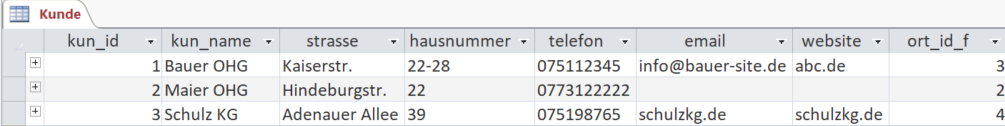 Kunde
kun_id kun_name strasse hausnummer telefon email website ort_id_f
1 Bauer OHG Kaiserstr. 22-28 075112345 info@bauer-site.de abc.de 3
2 Maier OHG Hindeburgstr. 22 0773122222 2
3 Schulz KG Adenauer Allee 39 075198765 schulzkg.de schulzkg.de 4